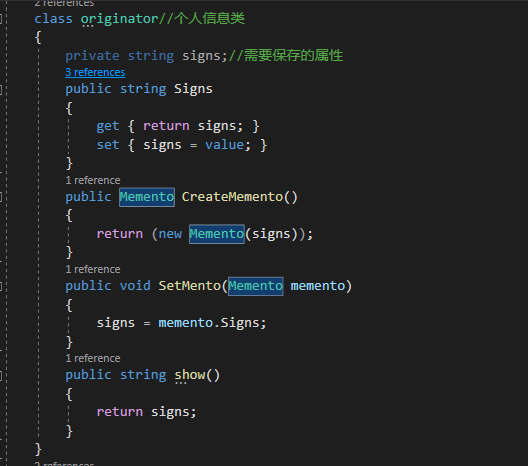 2 references
class originator//个人信息类
{
private string signs;//需要保存的属性
3 references
public string Signs
{
get { return signs; }
set { signs = value; }
}
1 reference
public Memento CreateMemento()
{
return (new Memento(signs));
}
1 reference
public void SetMento(Memento memento)
{
signs = memento.Signs;
}
1 reference
public string show()
{
return signs;
}
}
2 references